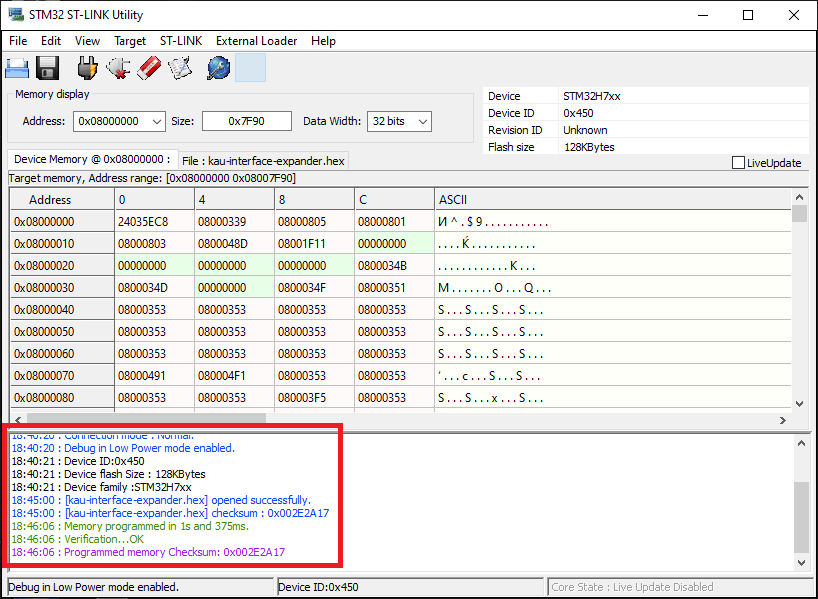 STM32 ST-LINK Utility
File Edit View Target ST-LINK External Loader Help
Memory display
Address: 0x08000000 Size: 0x7F90 Data Width: 32 bits
Device STM32H7xx
Device ID 0x450
Revision ID Unknown
Flash size 128KBytes
LiveUpdate
Device Memory @ 0x08000000 : File : kau-interface-expander.hex
Target memory, Address range: [0x08000000 0x08007F90]
Address 0 4 8 C ASCII
0x08000000 24035EC8 08000339 08000805 08000801 И^.$9...........
0x08000010 08000803 0800048D 08001F11 00000000 ....Ќ...........
0x08000020 00000000 00000000 00000000 0800034B ............K...
0x08000030 0800034D 00000000 0800034F 08000351 M.......O...Q...
0x08000040 08000353 08000353 08000353 08000353 S...S...S...S...
0x08000050 08000353 08000353 08000353 08000353 S...S...S...S...
0x08000060 08000353 08000353 08000353 08000353 S...S...S...S...
0x08000070 08000491 080004F1 08000353 08000353 ‘...с...S...S...
0x08000080 08000353 08000353 080003F5 08000353 S...S...х...S...
18:40:20 : Connection mode : Normal.
18:40:20 : Debug in Low Power mode enabled.
18:40:21 : Device ID:0x450
18:40:21 : Device flash Size : 128KBytes
18:40:21 : Device family :STM32H7xx
18:45:00 : [kau-interface-expander.hex] opened successfully.
18:45:00 : [kau-interface-expander.hex] checksum : 0x002E2A17
18:46:06 : Memory programmed in 1s and 375ms.
18:46:06 : Verification...OK
18:46:06 : Programmed memory Checksum: 0x002E2A17
Debug in Low Power mode enabled. Device ID:0x450 Core State : Live Update Disabled